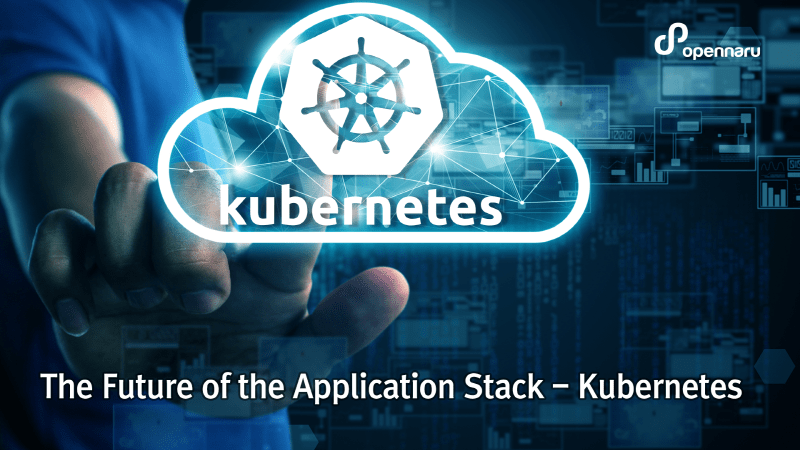 opennaru
kubernetes
The Future of the Application Stack – Kubernetes